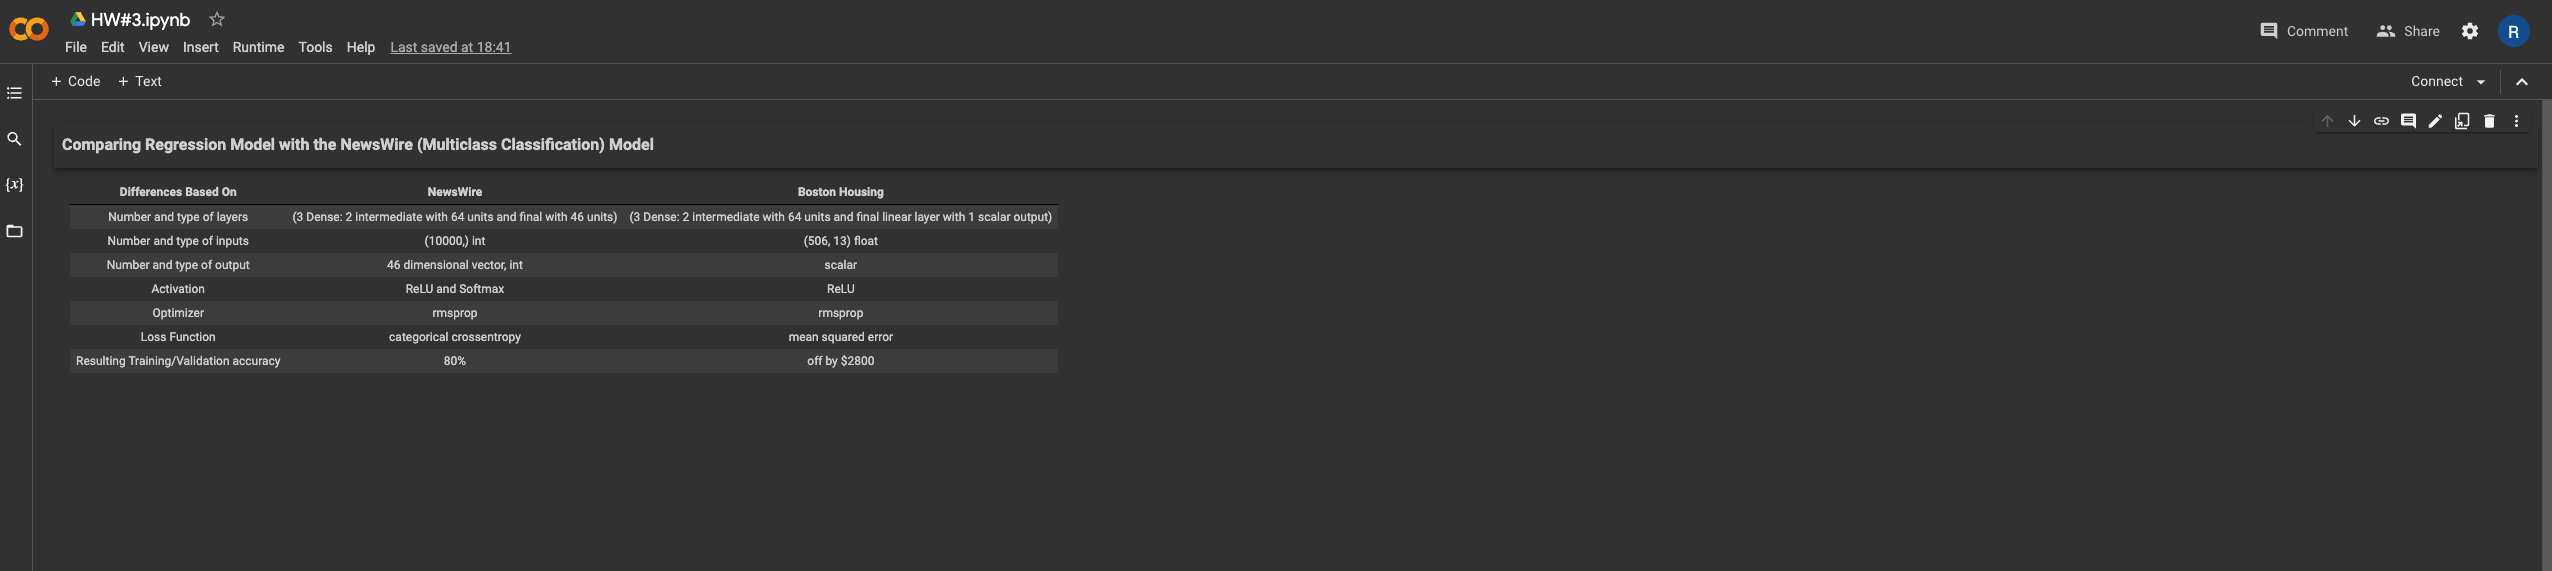 HW#3.ipynb
File Edit View Insert Runtime Tools Help Last saved at 18:41
Comment Share R
+ Code + Text Connect
Comparing Regression Model with the NewsWire (Multiclass Classification) Model
Differences Based On NewsWire Boston Housing
Number and type of layers (3 Dense: 2 intermediate with 64 units and final with 46 units) (3 Dense: 2 intermediate with 64 units and final linear layer with 1 scalar output)
Number and type of inputs (10000,) int (506, 13) float
Number and type of output 46 dimensional vector, int scalar
Activation ReLU and Softmax ReLU
Optimizer rmsprop rmsprop
Loss Function categorical crossentropy mean squared error
Resulting Training/Validation accuracy 80% off by $2800
{x}